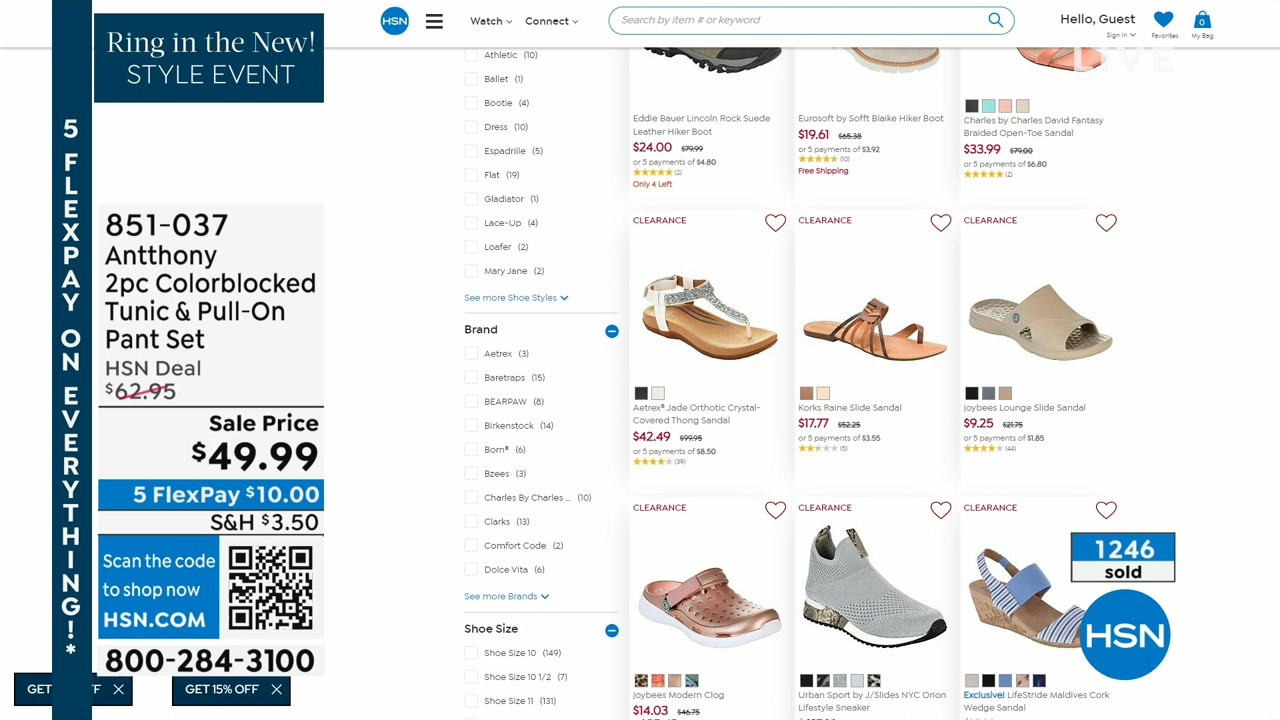 Ring in the New!
STYLE EVENT
5 FLEXPAY ON EVERYTHING!*
851-037
Antthony
2pc Colorblocked
Tunic & Pull-On
Pant Set
HSN Deal
$62.95
Sale Price
$49.99
5 FlexPay $10.00
S&H $3.50
Scan the code
to shop now
HSN.COM
800-284-3100
GET
FF
GET 15% OFF
HSN
Watch
Connect
Search by item # or keyword
Hello, Guest
Sign In
Favorites
0
My Bag
LIVE
Athletic (10)
Ballet (1)
Bootie (4)
Dress (10)
Espadrille (5)
Flat (19)
Gladiator (1)
Lace-Up (4)
Loafer (2)
Mary Jane (2)
See more Shoe Styles
Brand
Aetrex (3)
Baretraps (15)
BEARPAW (8)
Birkenstock (14)
Born® (6)
Bzees (3)
Charles By Charles ... (10)
Clarks (13)
Comfort Code (2)
Dolce Vita (6)
See more Brands
Shoe Size
Shoe Size 10 (149)
Shoe Size 10 1/2 (7)
Shoe Size 11 (131)
Eddie Bauer Lincoln Rock Suede
Leather Hiker Boot
$24.00 $79.99
or 5 payments of $4.80
(2)
Only 4 Left
Eurosoft by Sofft Blaike Hiker Boot
$19.61 $65.38
or 5 payments of $3.92
(10)
Free Shipping
Charles by Charles David Fantasy
Braided Open-Toe Sandal
$33.99 $79.00
or 5 payments of $6.80
(2)
CLEARANCE
Aetrex® Jade Orthotic Crystal-
Covered Thong Sandal
$42.49 $99.95
or 5 payments of $8.50
(39)
CLEARANCE
Korks Raine Slide Sandal
$17.77 $52.25
or 5 payments of $3.55
(5)
CLEARANCE
joybees Lounge Slide Sandal
$9.25 $21.75
or 5 payments of $1.85
(44)
CLEARANCE
joybees Modern Clog
$14.03 $46.75
CLEARANCE
Urban Sport by J/Slides NYC Orion
Lifestyle Sneaker
CLEARANCE
Exclusive! LifeStride Maldives Cork
Wedge Sandal
1246
sold
HSN